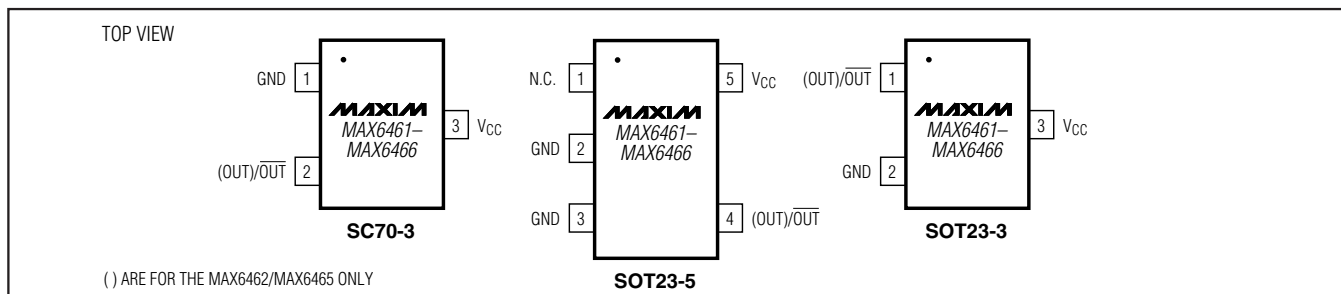 TOP VIEW
GND 1
(OUT)/OUT 2
MAXIM
MAX6461–
MAX6466
3 VCC
SC70-3
N.C. 1
GND 2
GND 3
MAXIM
MAX6461–
MAX6466
5 VCC
4 (OUT)/OUT
SOT23-5
(OUT)/OUT 1
GND 2
MAXIM
MAX6461–
MAX6466
3 VCC
SOT23-3
( ) ARE FOR THE MAX6462/MAX6465 ONLY